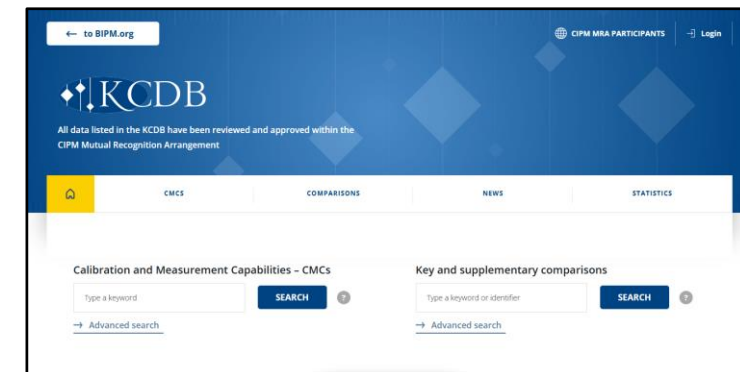 ← to BIPM.org
CIPM MRA PARTICIPANTS
Login
KCDB
All data listed in the KCDB have been reviewed and approved within the
CIPM Mutual Recognition Arrangement
CMCS
COMPARISONS
NEWS
STATISTICS
Calibration and Measurement Capabilities – CMCs
Type a keyword
SEARCH
?
→ Advanced search
Key and supplementary comparisons
Type a keyword or identifier
SEARCH
?
→ Advanced search